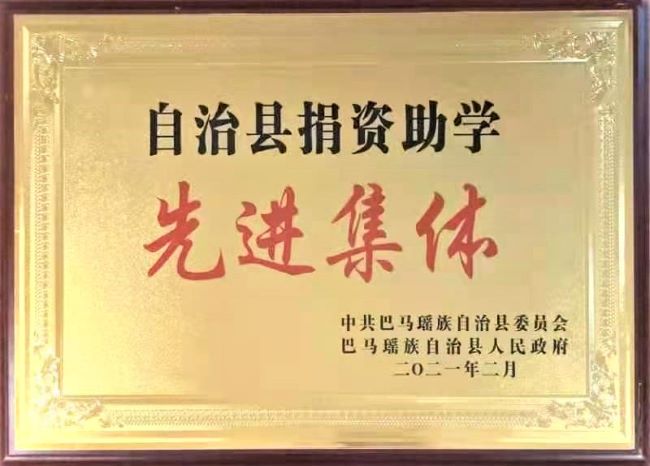 自治县捐资助学
先进集体
中共巴马瑶族自治县委员会
巴马瑶族自治县人民政府
二〇二一年二月